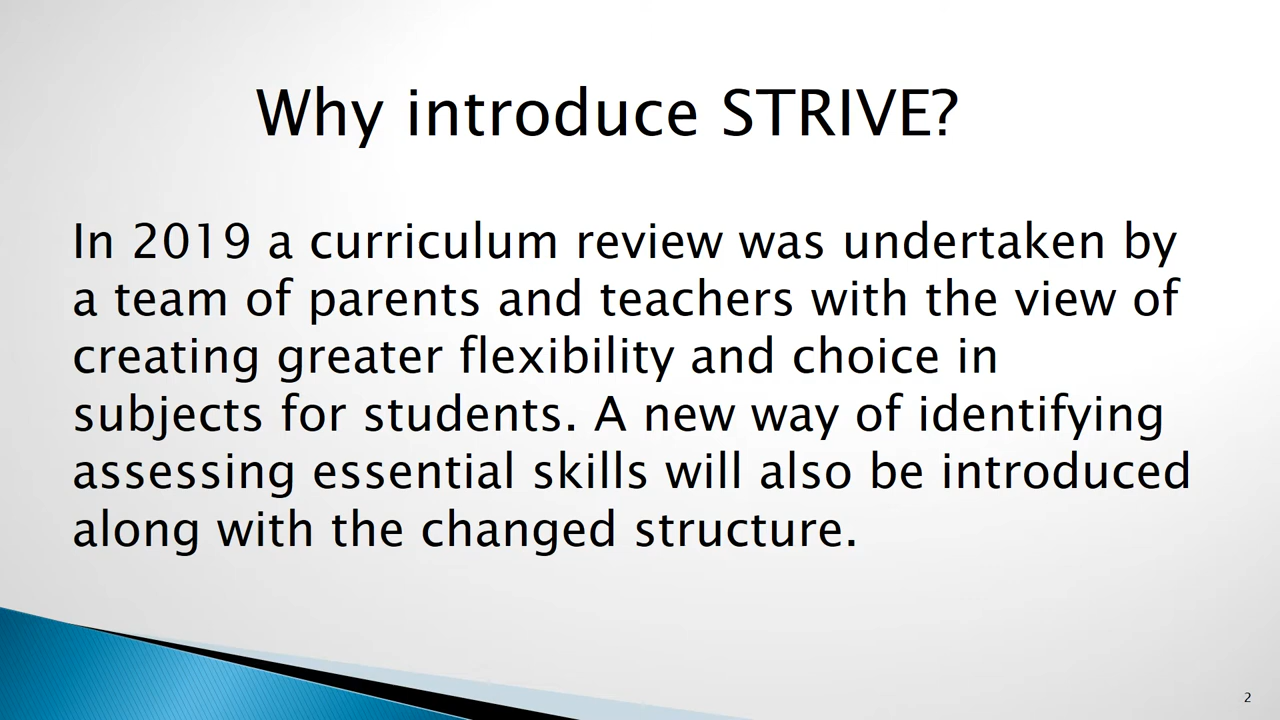 Why introduce STRIVE?
In 2019 a curriculum review was undertaken by
a team of parents and teachers with the view of
creating greater flexibility and choice in
subjects for students. A new way of identifying
assessing essential skills will also be introduced
along with the changed structure.
2